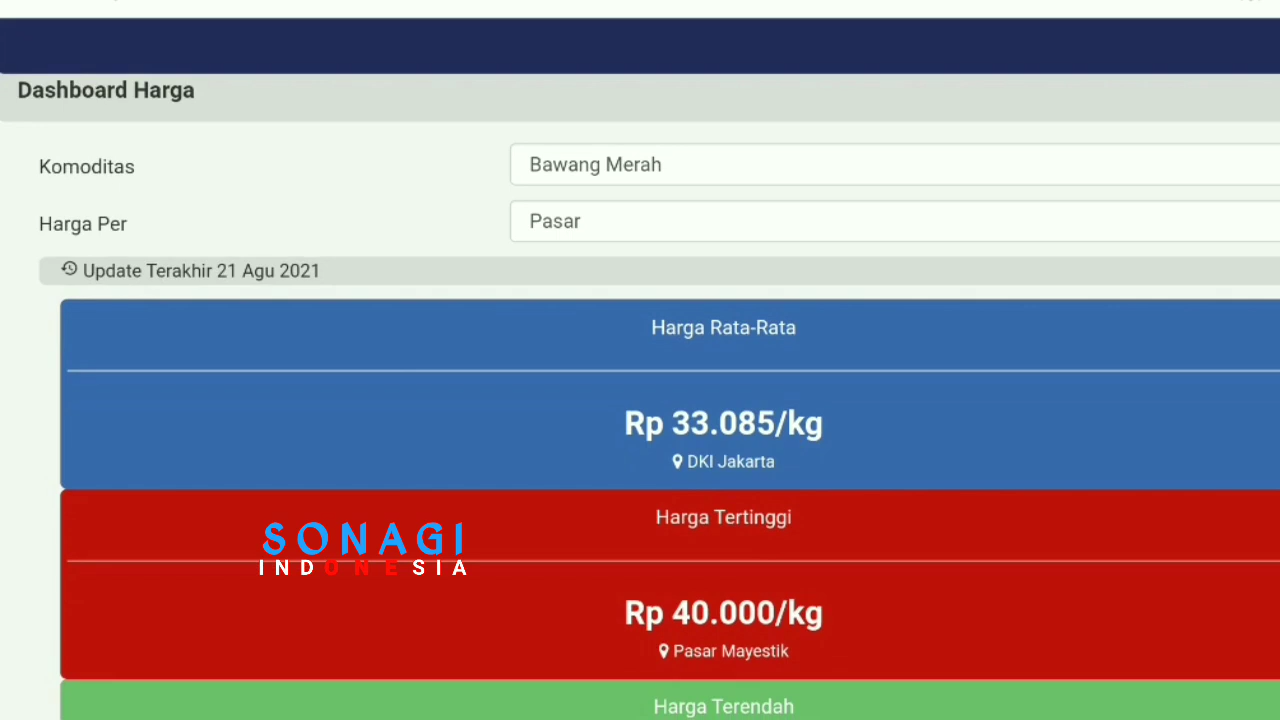 Dashboard Harga
Komoditas
Bawang Merah
Harga Per
Pasar
Update Terakhir 21 Agu 2021
Harga Rata-Rata
Rp 33.085/kg
DKI Jakarta
Harga Tertinggi
SONAGI
INDONESIA
Rp 40.000/kg
Pasar Mayestik
Harga Terendah